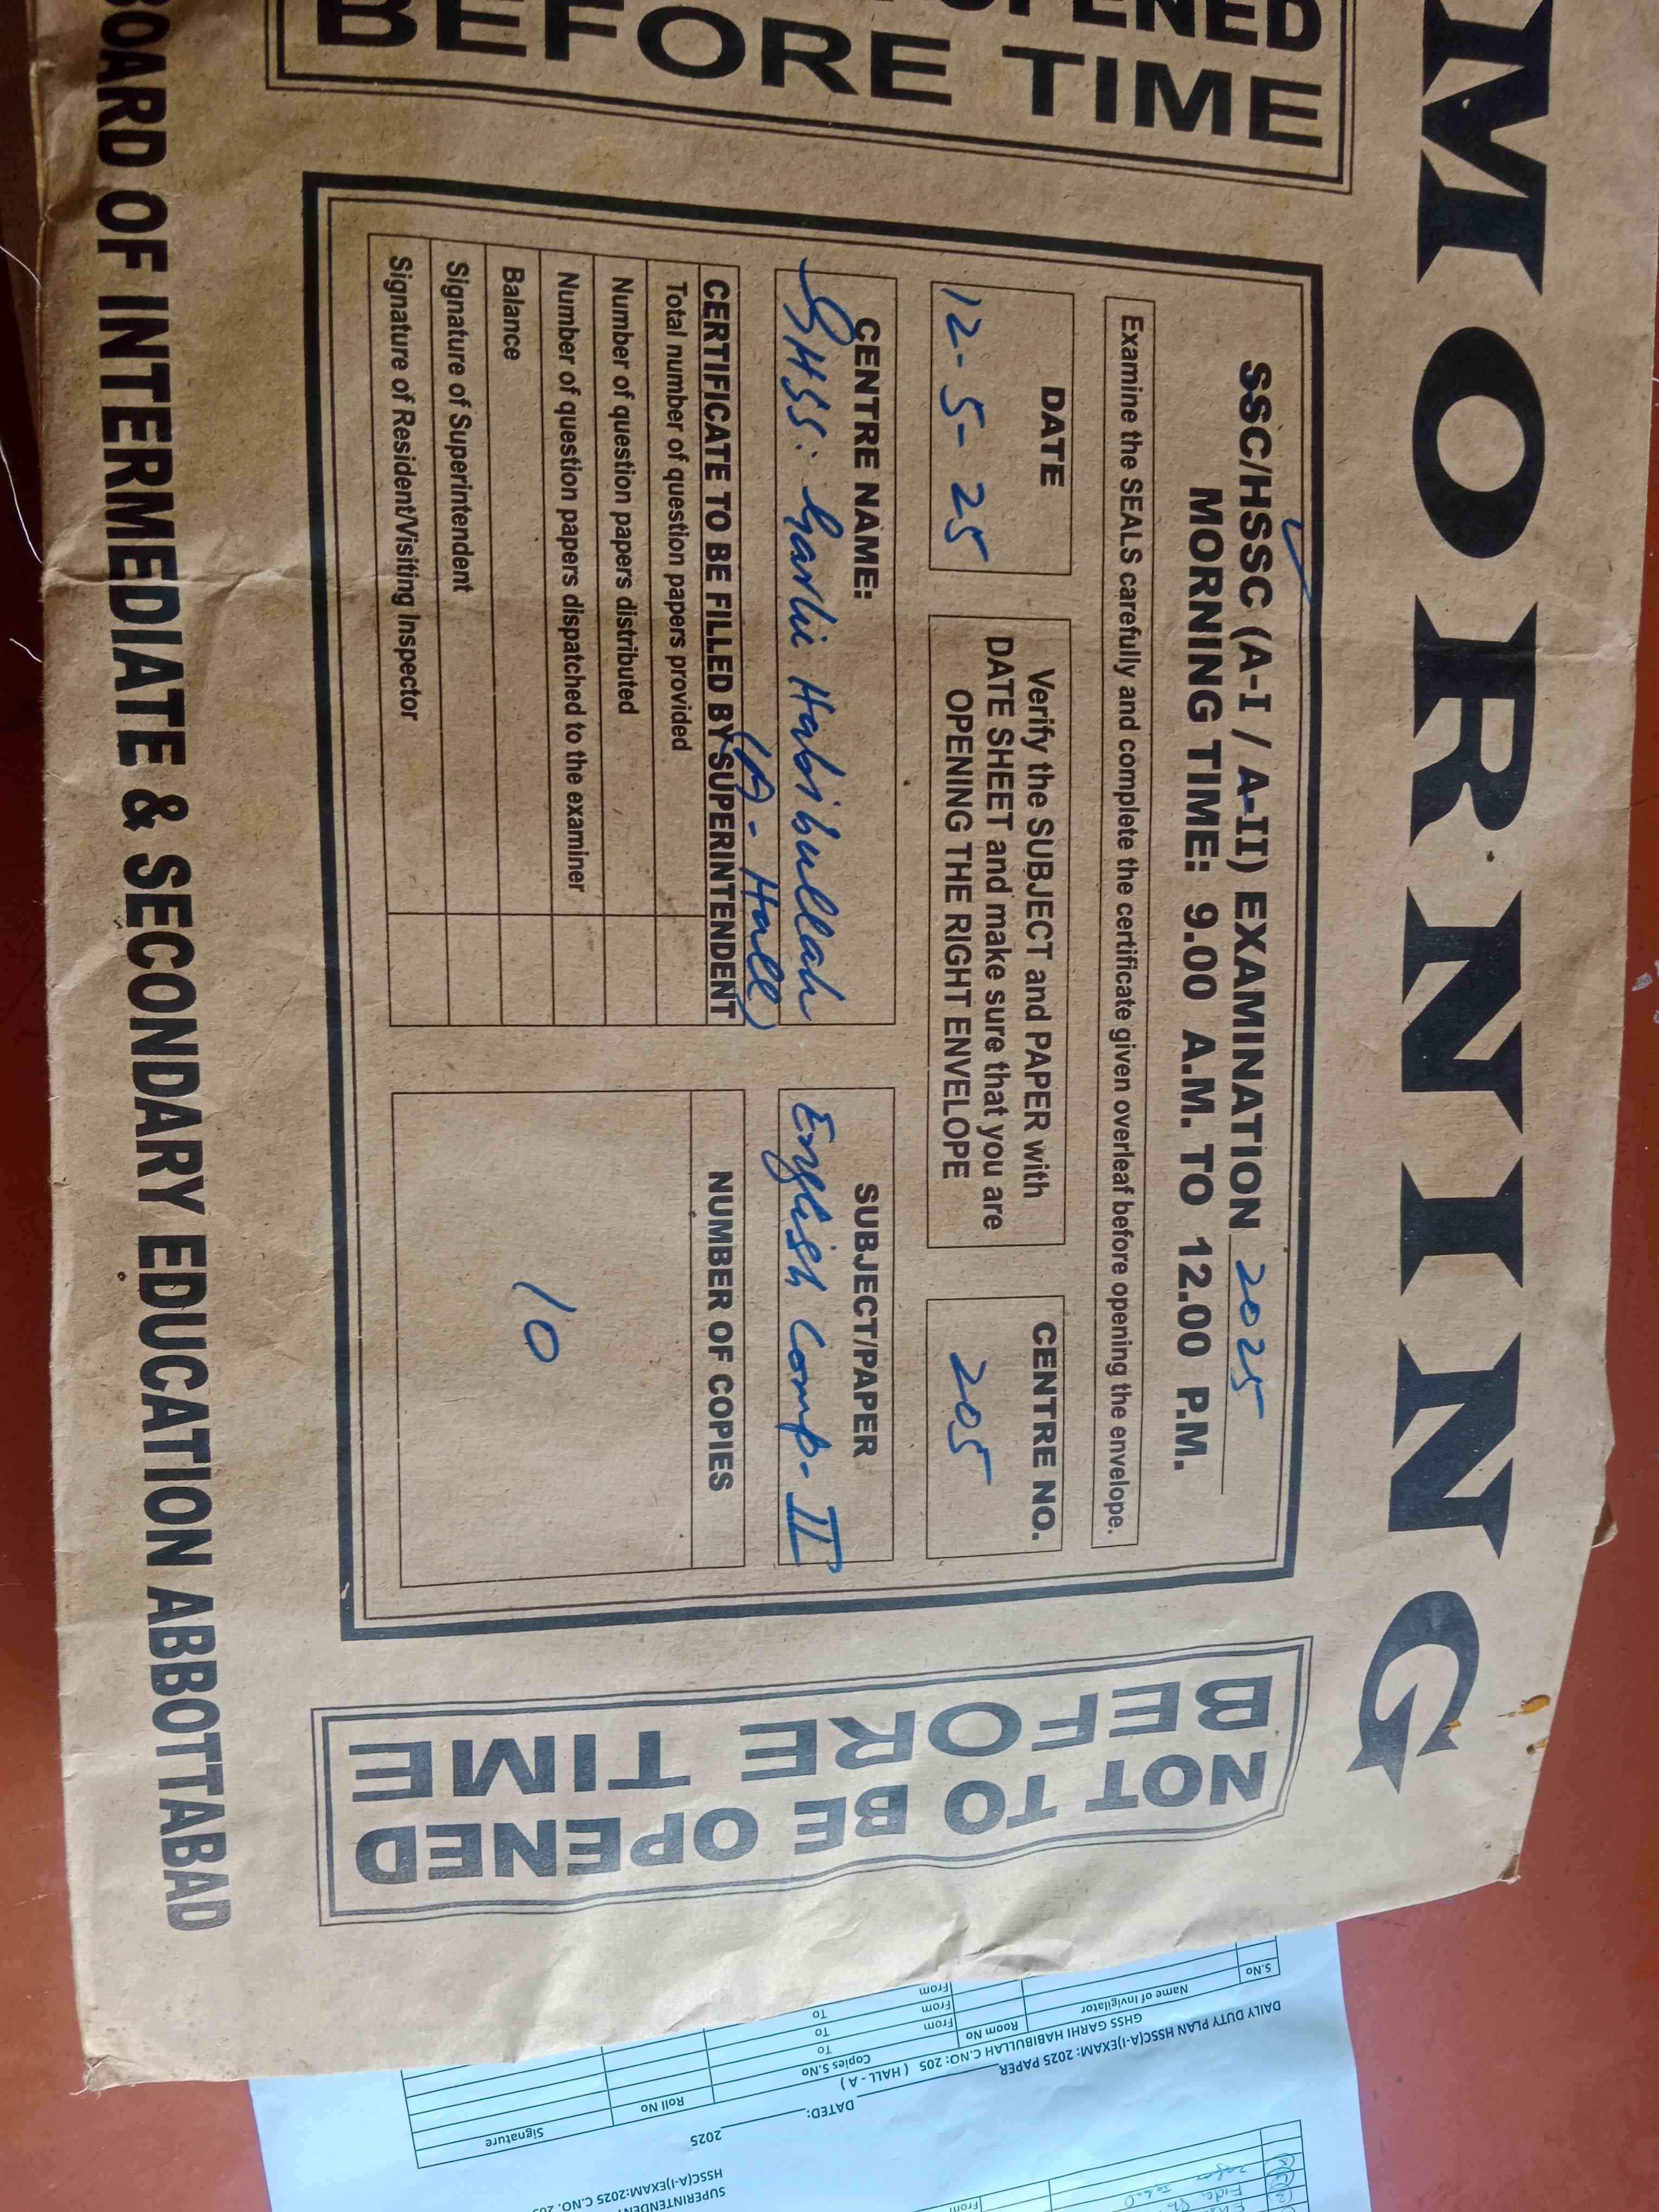 MORNING
SSC/HSSC (A-I / A-II) EXAMINATION 2025
MORNING TIME: 9.00 A.M. TO 12.00 P.M.
Examine the SEALS carefully and complete the certificate given overleaf before opening the envelope.
DATE
12-5-25
Verify the SUBJECT and PAPER with
DATE SHEET and make sure that you are
OPENING THE RIGHT ENVELOPE
CENTRE NO.
205
CENTRE NAME:
GHSS: Garhi Habibullah
(A-Hall)
SUBJECT/PAPER
English Comp-II
CERTIFICATE TO BE FILLED BY SUPERINTENDENT
Total number of question papers provided
Number of question papers distributed
Number of question papers dispatched to the examiner
Balance
Signature of Superintendent
Signature of Resident/Visiting Inspector
NUMBER OF COPIES
10
OPENED
BEFORE TIME
NOT TO BE OPENED
BEFORE TIME
BOARD OF INTERMEDIATE & SECONDARY EDUCATION ABBOTTABAD
SUPERINTENDENT
HSSC(A-I)EXAM:2025 C.NO. 205
DAILY DUTY PLAN HSSC(A-I)EXAM: 2025 PAPER DATED: 2025
GHSS GARHI HABIBULLAH C.NO: 205 ( HALL - A )
S.No
Name of Invigilator
Room No
Copies S.No
Roll No
Signature
From To
From To
From To
From